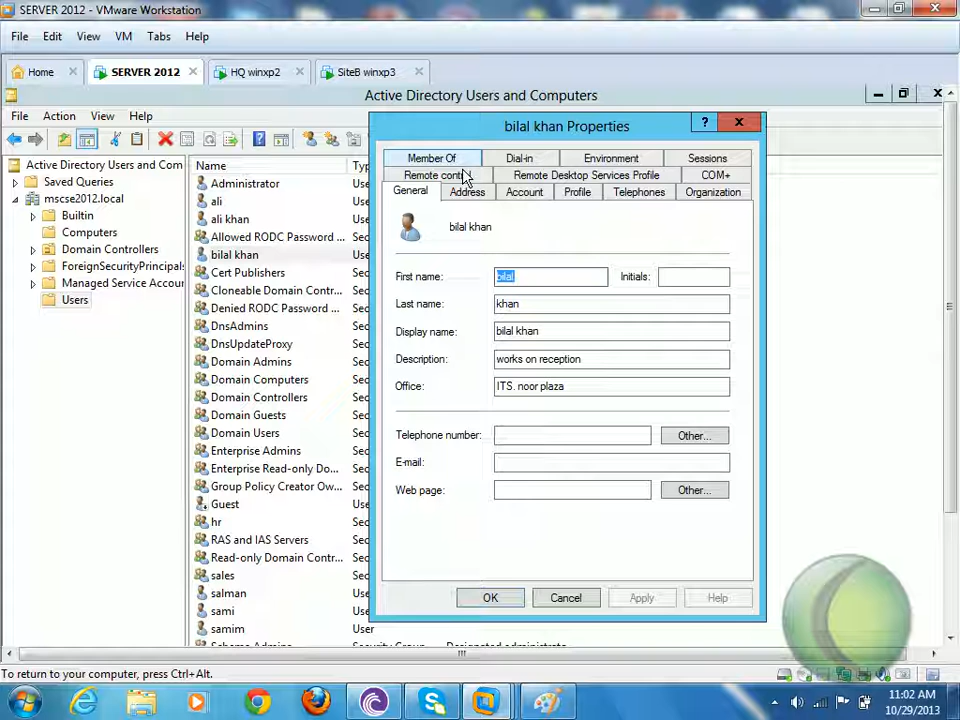 SERVER 2012 - VMware Workstation
File Edit View VM Tabs Help
Home SERVER 2012 HQ winxp2 SiteB winxp3
Active Directory Users and Computers
File Action View Help
Active Directory Users and Com
Saved Queries
mscse2012.local
Builtin
Computers
Domain Controllers
ForeignSecurityPrincipals
Managed Service Accour
Users
Name
Administrator
ali
ali khan
Allowed RODC Password ...
bilal khan
Cert Publishers
Cloneable Domain Contr...
Denied RODC Password ...
DnsAdmins
DnsUpdateProxy
Domain Admins
Domain Computers
Domain Controllers
Domain Guests
Domain Users
Enterprise Admins
Enterprise Read-only Do...
Group Policy Creator Ow...
Guest
hr
RAS and IAS Servers
Read-only Domain Contr...
sales
salman
sami
samim
User
bilal khan Properties
?
Member Of Dial-in Environment Sessions
Remote control Remote Desktop Services Profile COM+
General Address Account Profile Telephones Organization
bilal khan
First name: bilal Initials:
Last name: khan
Display name: bilal khan
Description: works on reception
Office: ITS. noor plaza
Telephone number: Other...
E-mail:
Web page: Other...
OK Cancel Apply Help
To return to your computer, press Ctrl+Alt.
11:02 AM
10/29/2013